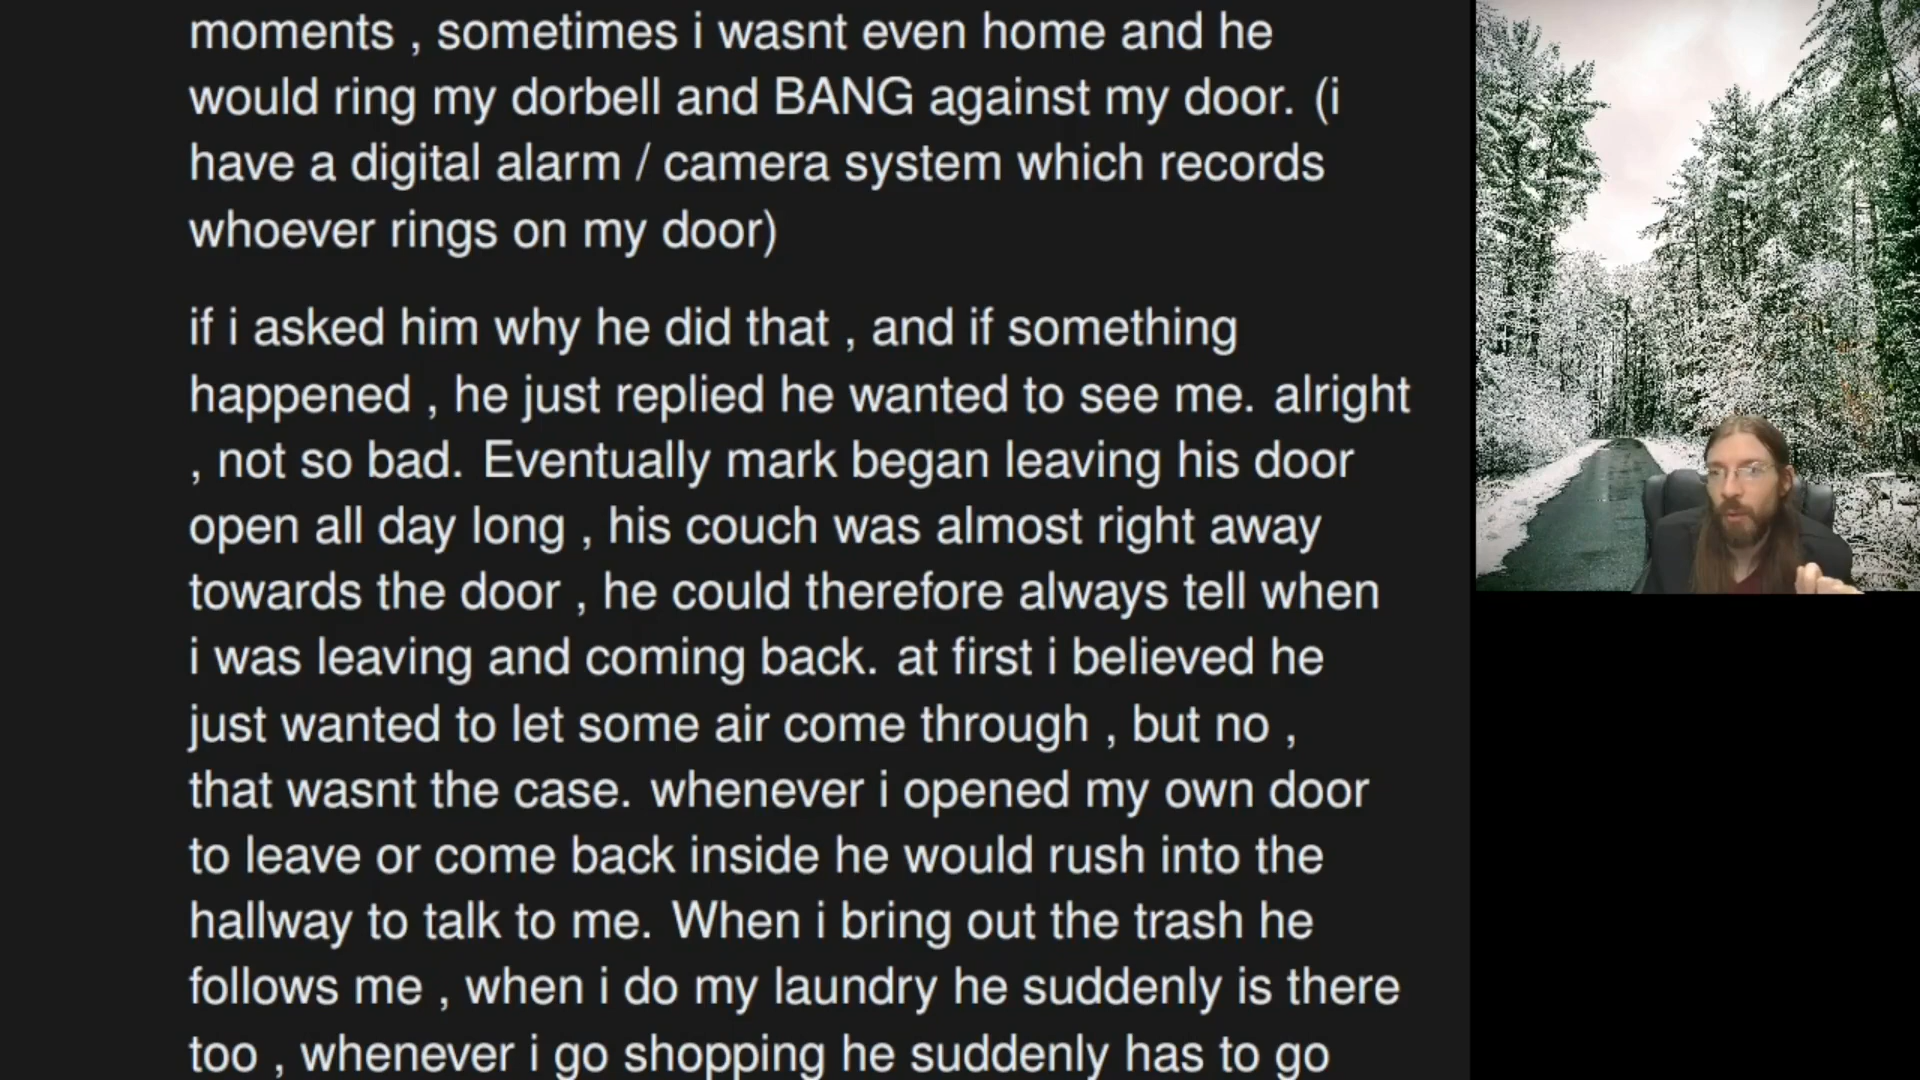 moments , sometimes i wasnt even home and he
would ring my dorbell and BANG against my door. (i
have a digital alarm / camera system which records
whoever rings on my door)
if i asked him why he did that , and if something
happened , he just replied he wanted to see me. alright
, not so bad. Eventually mark began leaving his door
open all day long , his couch was almost right away
towards the door , he could therefore always tell when
i was leaving and coming back. at first i believed he
just wanted to let some air come through , but no ,
that wasnt the case. whenever i opened my own door
to leave or come back inside he would rush into the
hallway to talk to me. When i bring out the trash he
follows me , when i do my laundry he suddenly is there
too , whenever i go shopping he suddenly has to go